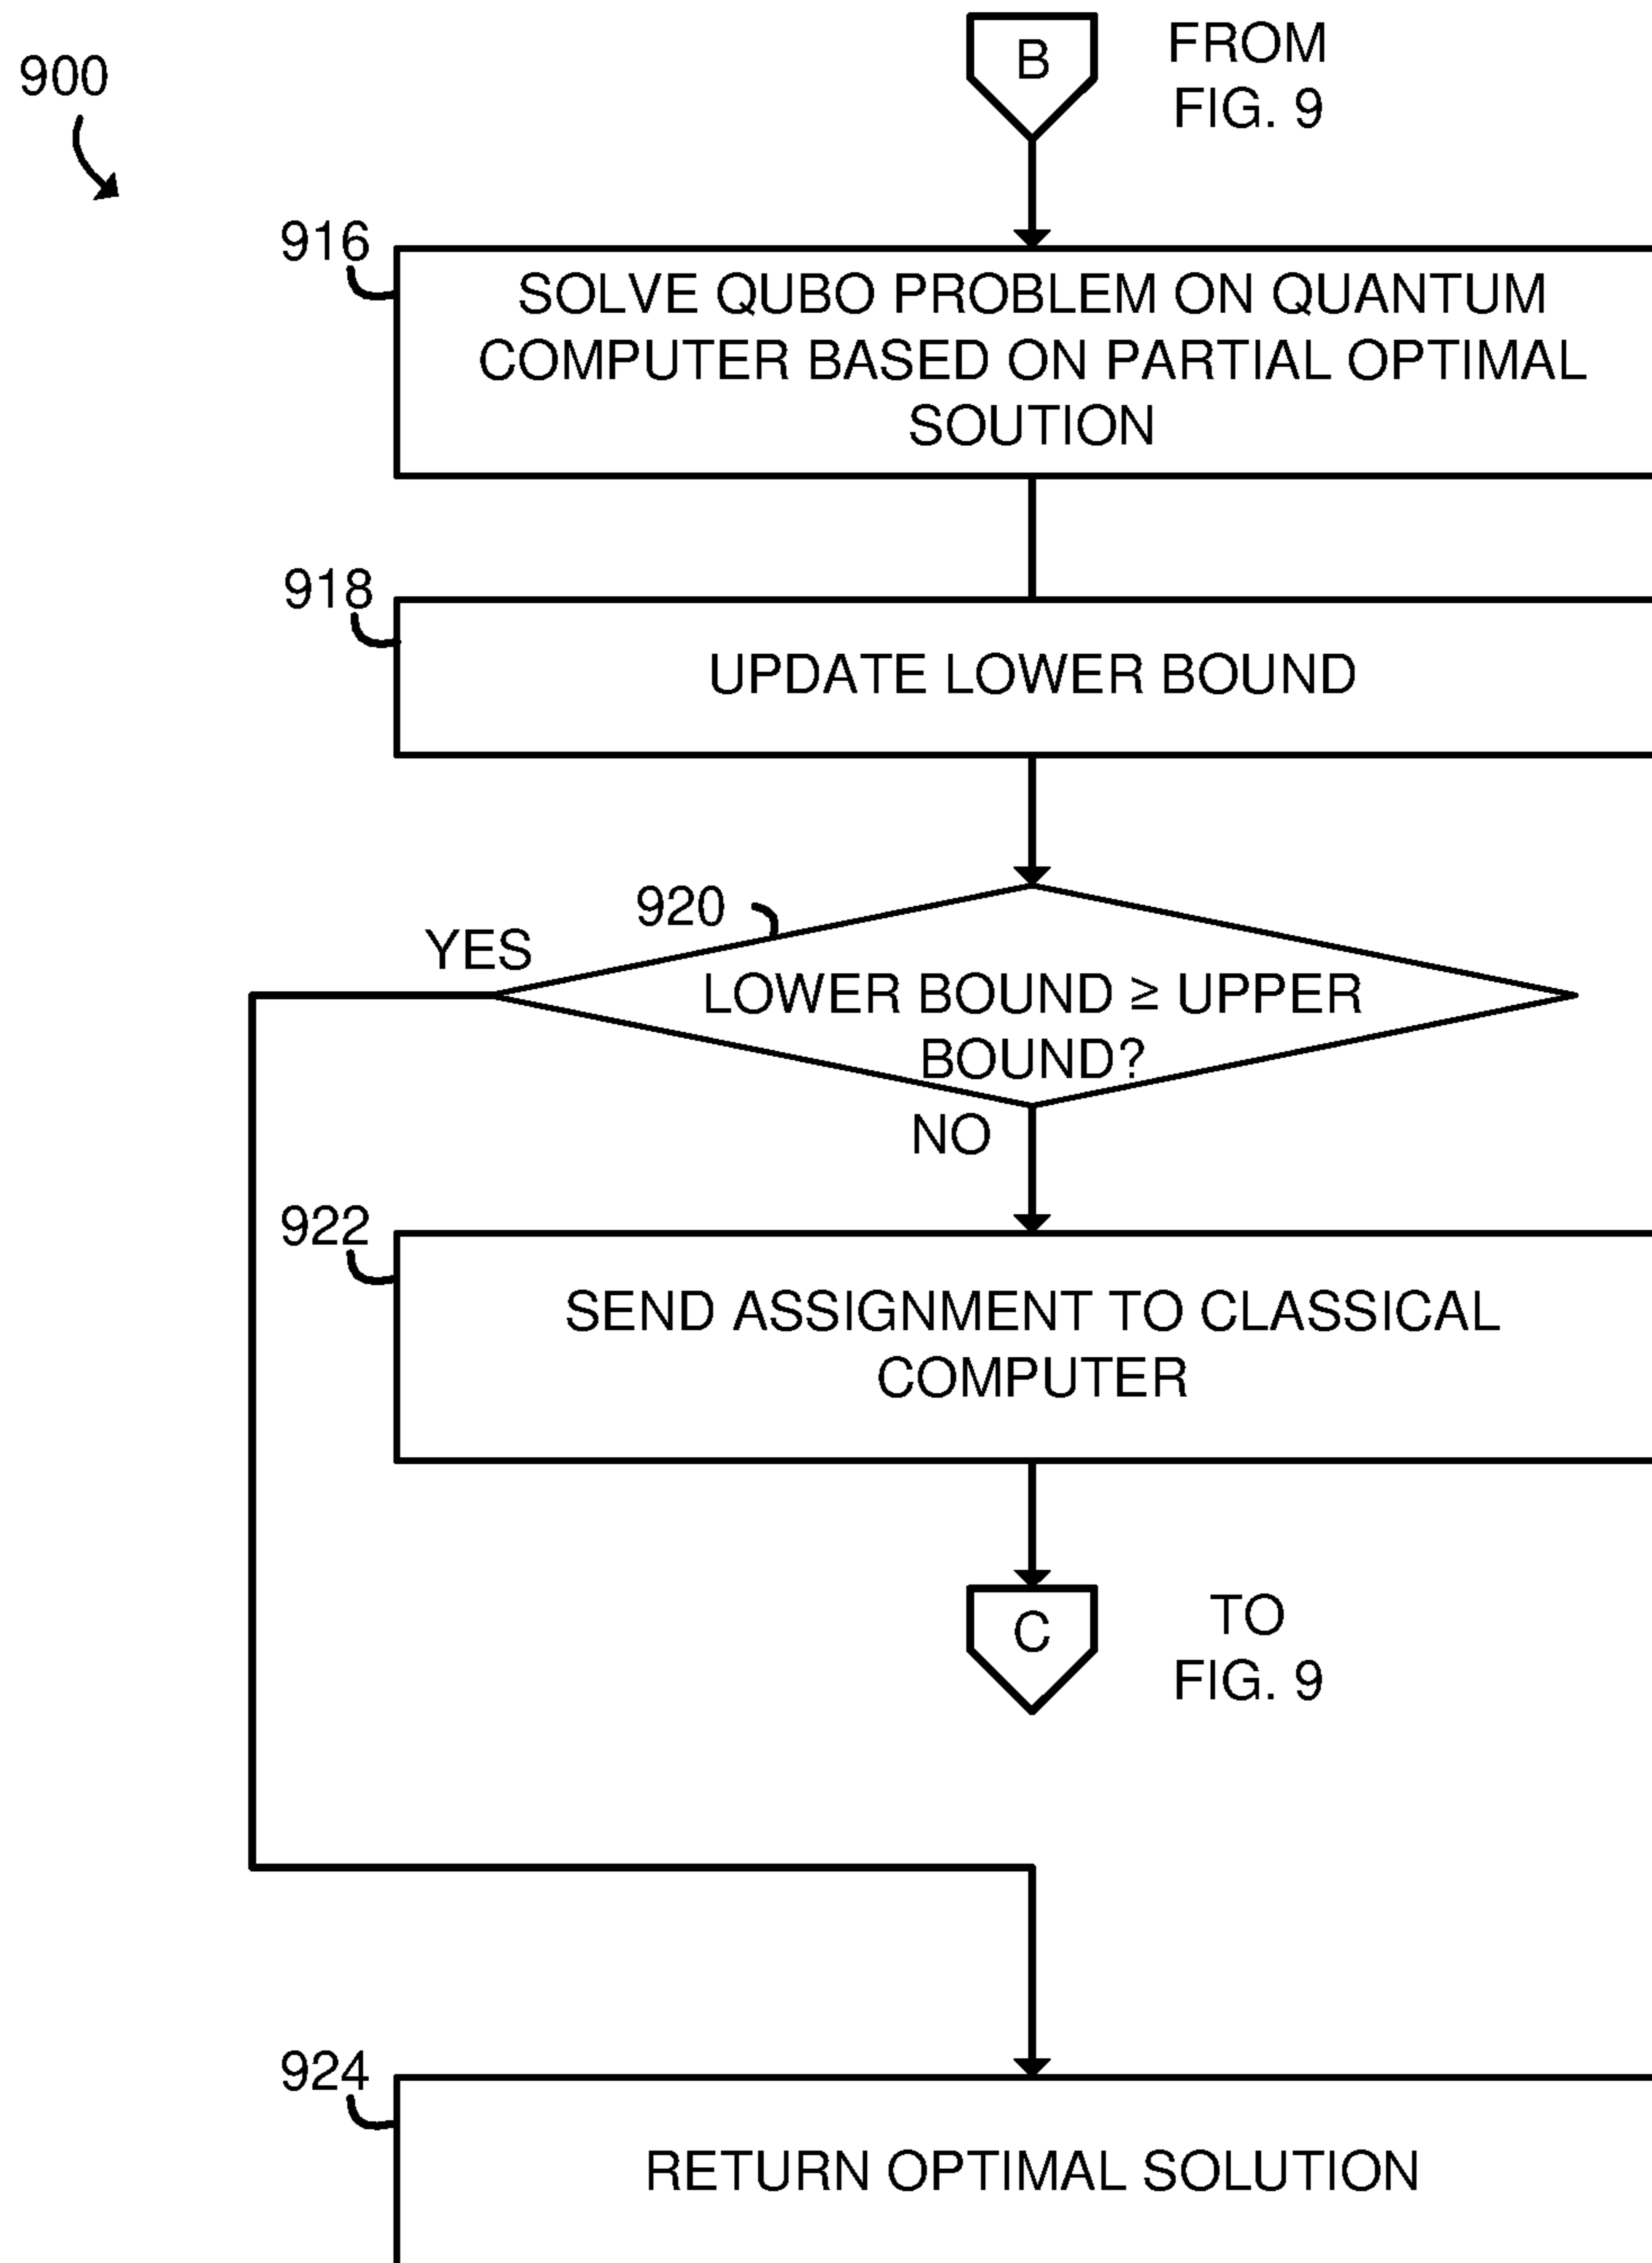 900
B
FROM
FIG. 9
916
SOLVE QUBO PROBLEM ON QUANTUM
COMPUTER BASED ON PARTIAL OPTIMAL
SOUTION
918
UPDATE LOWER BOUND
920
YES
LOWER BOUND ≥ UPPER
BOUND?
NO
922
SEND ASSIGNMENT TO CLASSICAL
COMPUTER
C
TO
FIG. 9
924
RETURN OPTIMAL SOLUTION